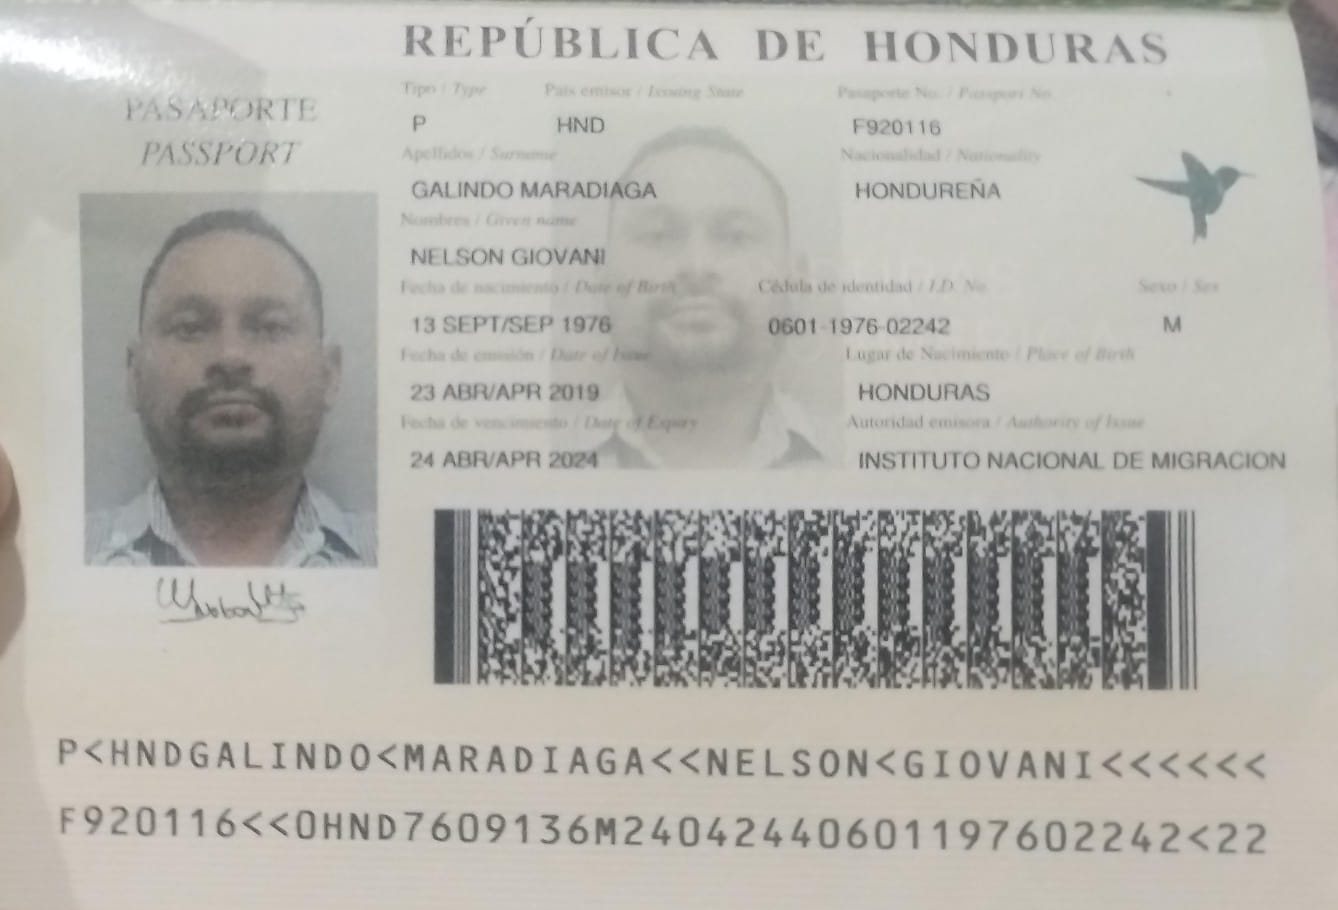 REPÚBLICA DE HONDURAS
PASAPORTE
PASSPORT
Tipo / Type País emisor / Issuing State Pasaporte No. / Passport No.
P HND F920116
Apellidos / Surname Nacionalidad / Nationality
GALINDO MARADIAGA HONDUREÑA
Nombres / Given name
NELSON GIOVANI
Fecha de nacimiento / Date of Birth Cédula de identidad / I.D. No. Sexo / Sex
13 SEPT/SEP 1976 0601-1976-02242 M
Fecha de emisión / Date of Issue Lugar de Nacimiento / Place of Birth
23 ABR/APR 2019 HONDURAS
Fecha de vencimiento / Date of Expiry Autoridad emisora / Authority of Issue
24 ABR/APR 2024 INSTITUTO NACIONAL DE MIGRACION
P<HNDGALINDO<MARADIAGA<<NELSON<GIOVANI<<<<<<
F920116<<0HND7609136M24042440601197602242<22